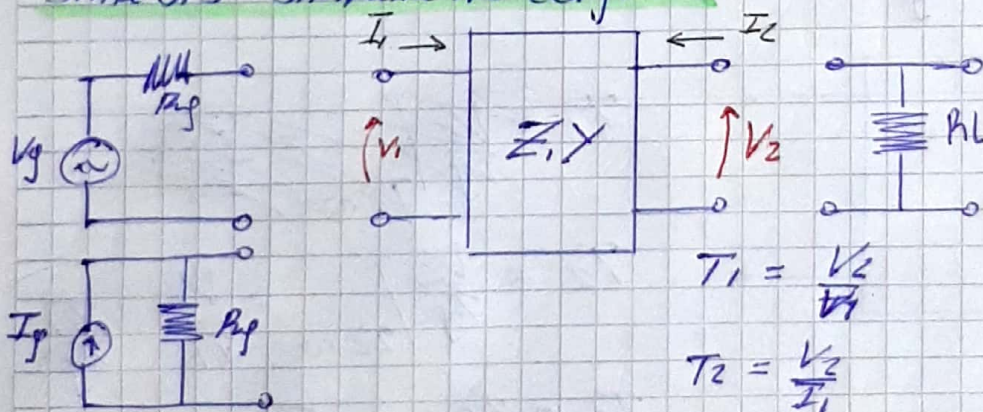 I₁ → ← I₂
Rg
Vg
V₁
Z, Y
V₂
RL
Ig
Rg
T₁ = V₂/V₁
T₂ = V₂/I₁